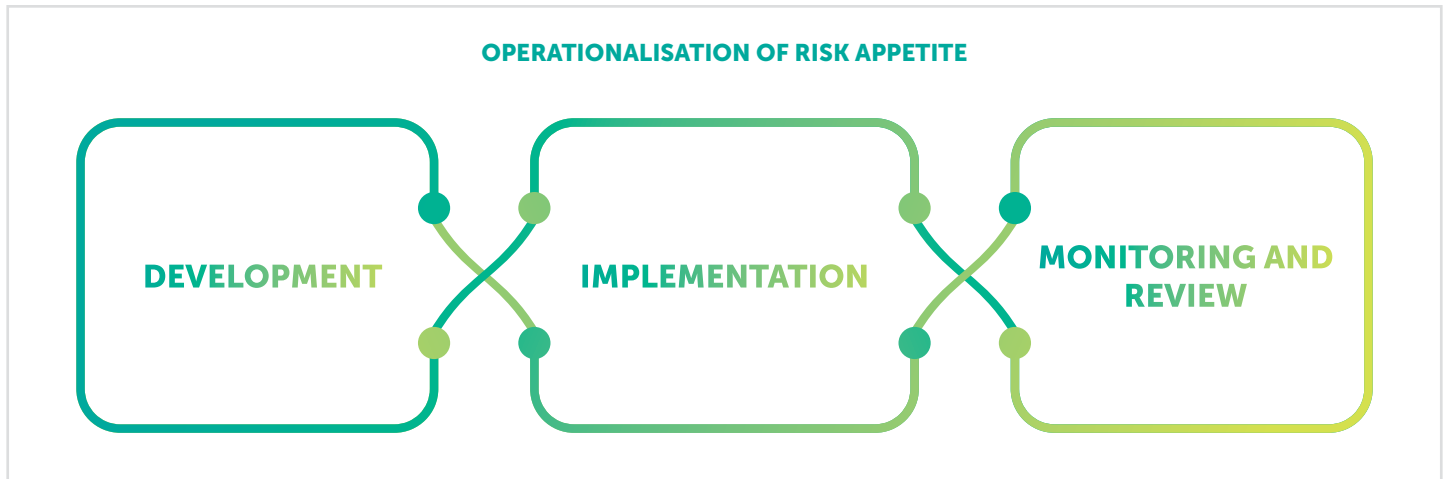 OPERATIONALISATION OF RISK APPETITE
DEVELOPMENT
IMPLEMENTATION
MONITORING AND
REVIEW